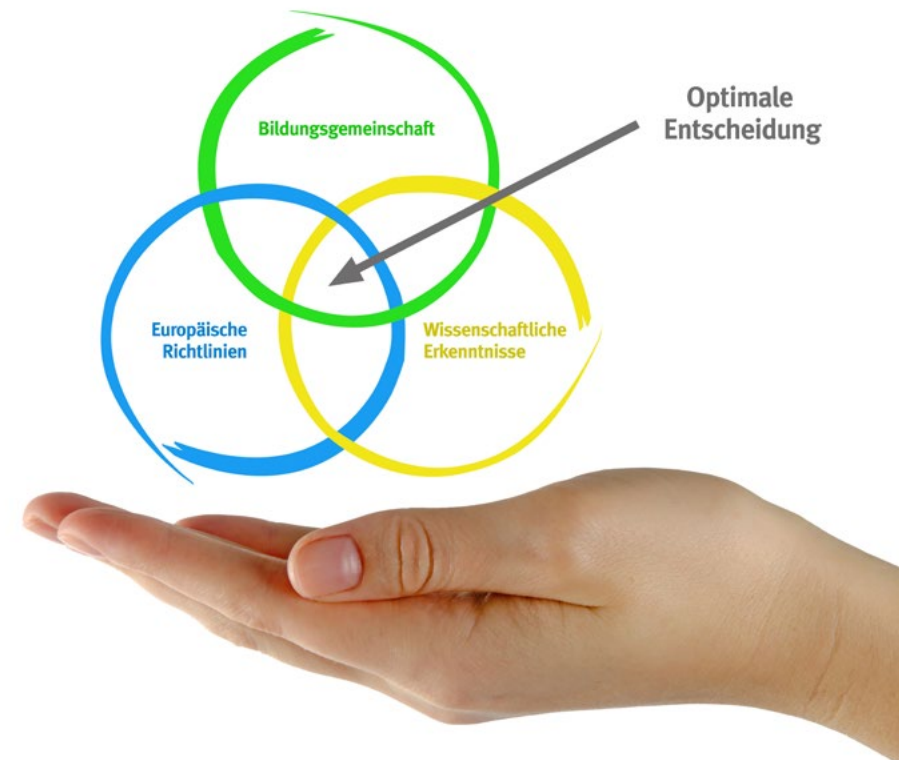 Bildungsgemeinschaft
Optimale
Entscheidung
Europäische
Richtlinien
Wissenschaftliche
Erkenntnisse